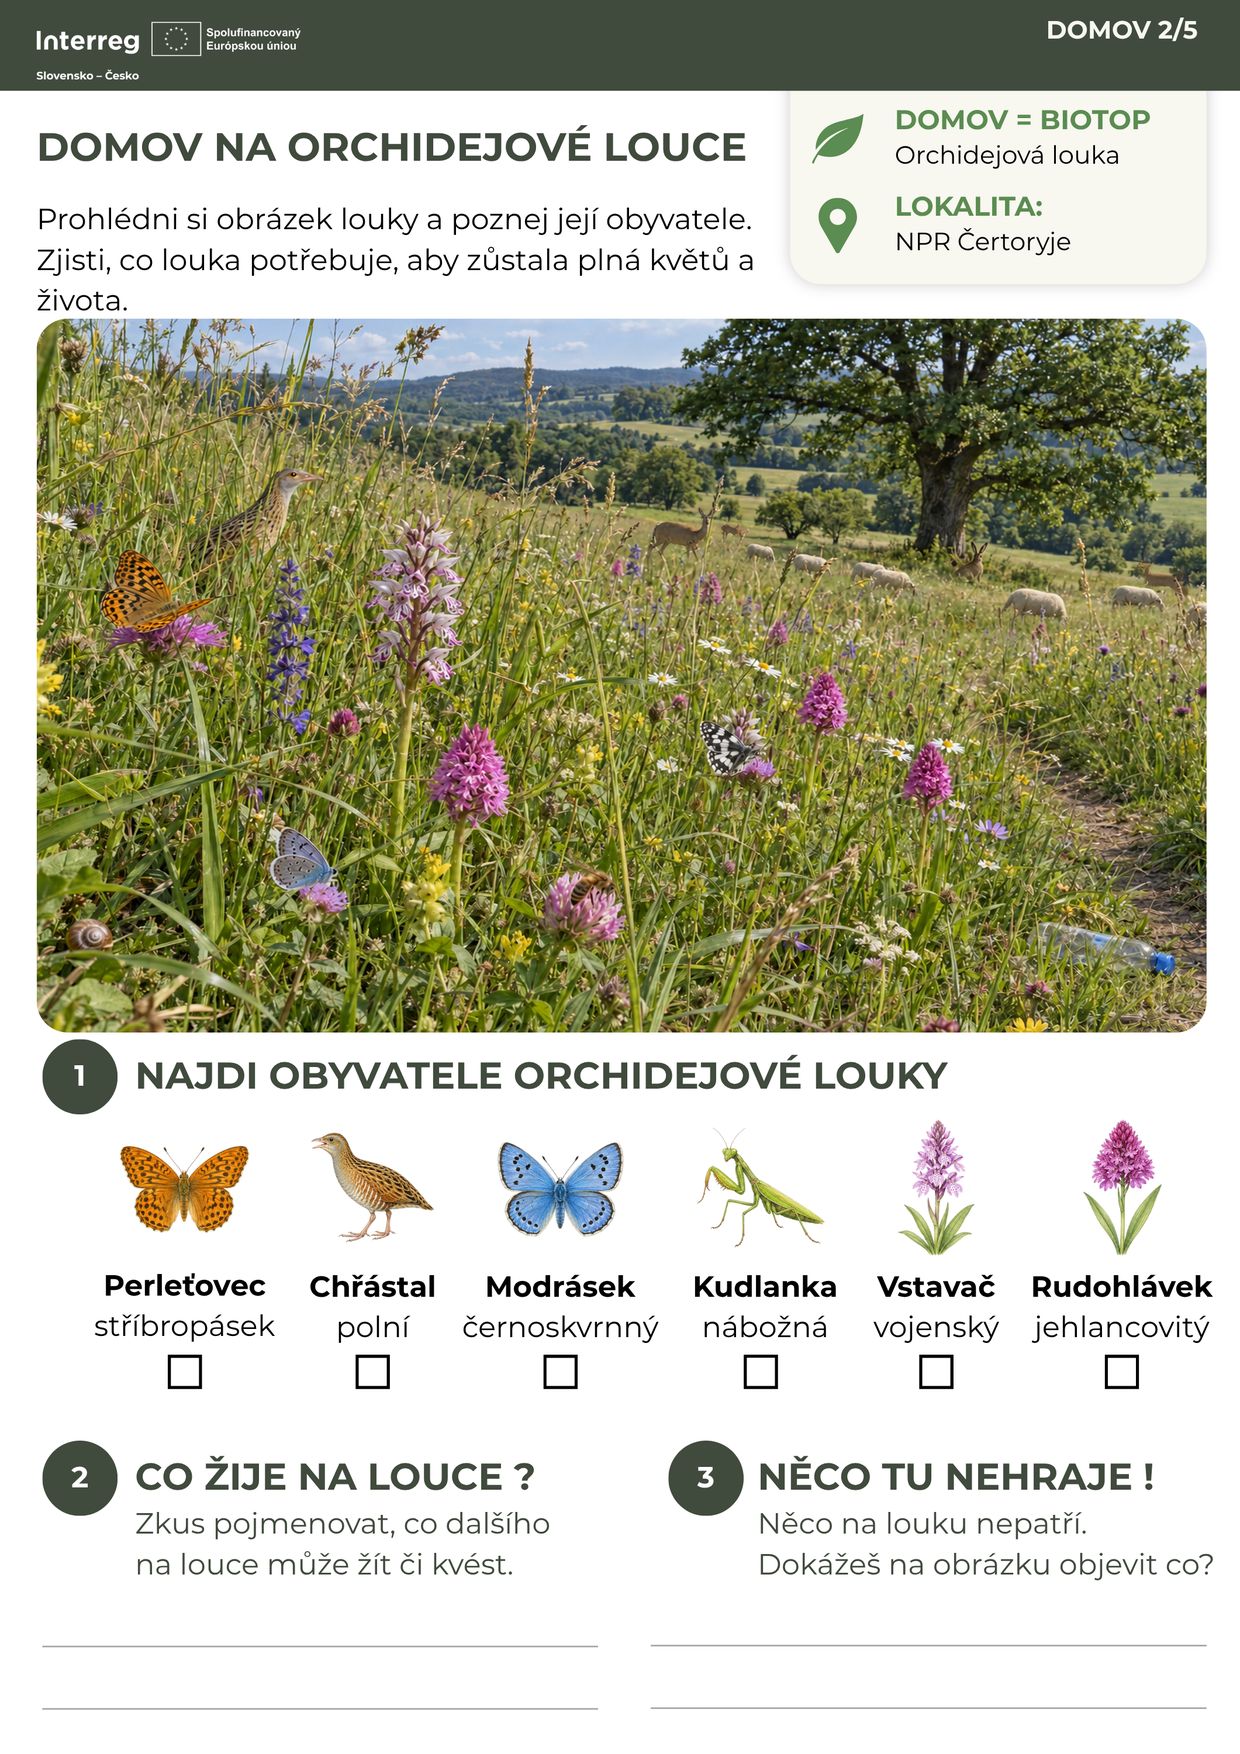 Interreg
Spolufinancovaný
Európskou úniou
Slovensko – Česko
DOMOV 2/5
DOMOV NA ORCHIDEJOVÉ LOUCE
Prohlédni si obrázek louky a poznej její obyvatele.
Zjisti, co louka potřebuje, aby zůstala plná květů a
života.
DOMOV = BIOTOP
Orchidejová louka
LOKALITA:
NPR Čertoryje
1 NAJDI OBYVATELE ORCHIDEJOVÉ LOUKY
Perleťovec
stříbropásek
Chřástal
polní
Modrásek
černoskvrnný
Kudlanka
nábožná
Vstavač
vojenský
Rudohlávek
jehlancovitý
2 CO ŽIJE NA LOUCE ?
Zkus pojmenovat, co dalšího
na louce může žít či kvést.
3 NĚCO TU NEHRAJE !
Něco na louku nepatří.
Dokážeš na obrázku objevit co?